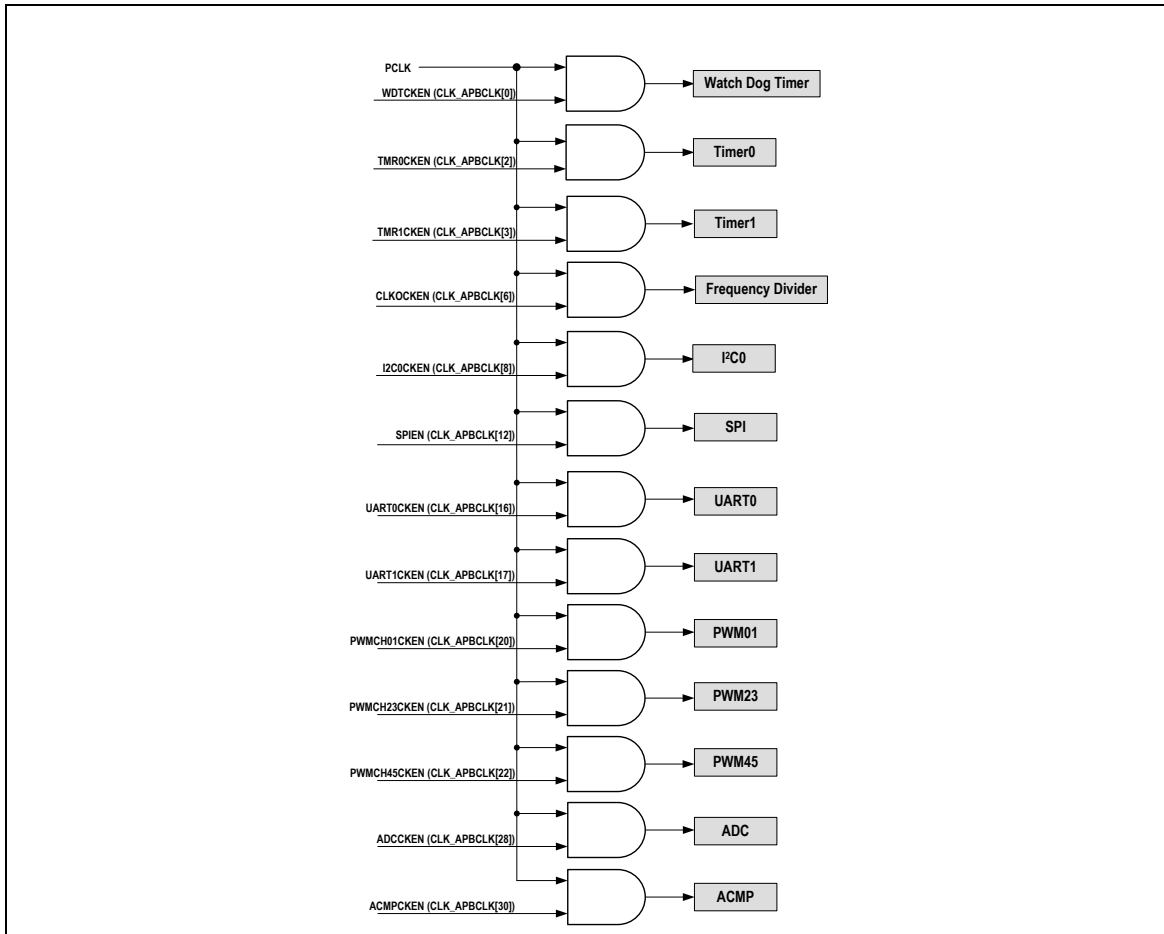 PCLK
WDTCKEN (CLK_APBCLK[0])
Watch Dog Timer
TMR0CKEN (CLK_APBCLK[2])
Timer0
TMR1CKEN (CLK_APBCLK[3])
Timer1
CLKOCKEN (CLK_APBCLK[6])
Frequency Divider
I2C0CKEN (CLK_APBCLK[8])
I²C0
SPIEN (CLK_APBCLK[12])
SPI
UART0CKEN (CLK_APBCLK[16])
UART0
UART1CKEN (CLK_APBCLK[17])
UART1
PWMCH01CKEN (CLK_APBCLK[20])
PWM01
PWMCH23CKEN (CLK_APBCLK[21])
PWM23
PWMCH45CKEN (CLK_APBCLK[22])
PWM45
ADCCKEN (CLK_APBCLK[28])
ADC
ACMPCKEN (CLK_APBCLK[30])
ACMP